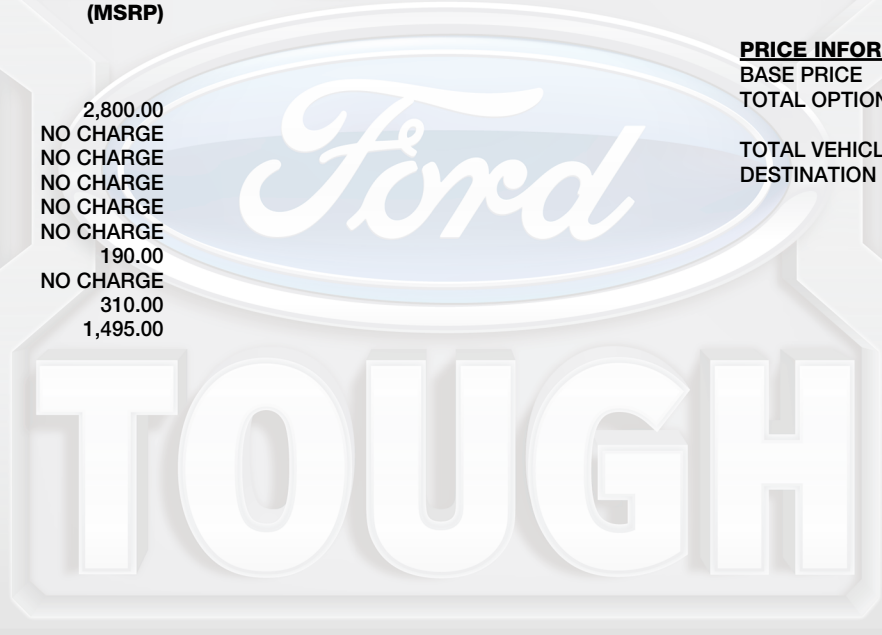 (MSRP)
2,800.00
NO CHARGE
NO CHARGE
NO CHARGE
NO CHARGE
NO CHARGE
190.00
NO CHARGE
310.00
1,495.00
PRICE INFOR
BASE PRICE
TOTAL OPTION
TOTAL VEHICL
DESTINATION
Ford
TOUGH